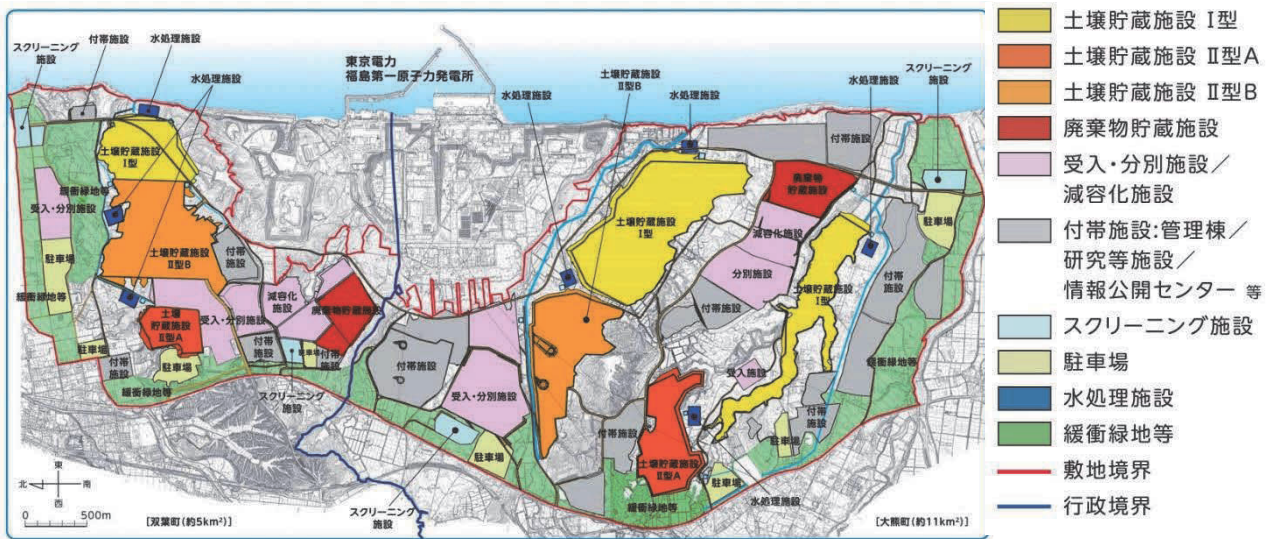 スクリーニング
施設
付帯施設
水処理施設
水処理施設
東京電力
福島第一原子力発電所
水処理施設
土壌貯蔵施設
Ⅱ型B
水処理施設
水処理施設
スクリーニング
施設
土壌貯蔵施設
Ⅰ型
緩衝緑地等
受入・分別施設
駐車場
緩衝緑地等
土壌貯蔵施設
Ⅱ型B
付帯
施設
土壌
貯蔵施設
Ⅱ型A
受入・分別施設
減容化
施設
廃棄物貯蔵施設
駐車場
付帯
施設
駐車場
緩衝緑地等
付帯
施設
駐車場
付帯
施設
スクリーニング
施設
付帯施設
受入・分別施設
駐車場
スクリーニング
施設
土壌貯蔵施設
Ⅰ型
付帯施設
廃棄物
貯蔵施設
減容化施設
分別施設
付帯施設
土壌貯蔵施設
Ⅰ型
駐車場
付帯
施設
緩衝緑地等
受入施設
付帯
施設
駐車場
付帯施設
土壌貯蔵施設
Ⅱ型A
駐車場
水処理施設
緩衝緑地等
東
北
南
西
0
500m
[双葉町(約5km²)]
[大熊町(約11km²)]
土壌貯蔵施設 Ⅰ型
土壌貯蔵施設 Ⅱ型A
土壌貯蔵施設 Ⅱ型B
廃棄物貯蔵施設
受入・分別施設/
減容化施設
付帯施設:管理棟/
研究等施設/
情報公開センター 等
スクリーニング施設
駐車場
水処理施設
緩衝緑地等
敷地境界
行政境界